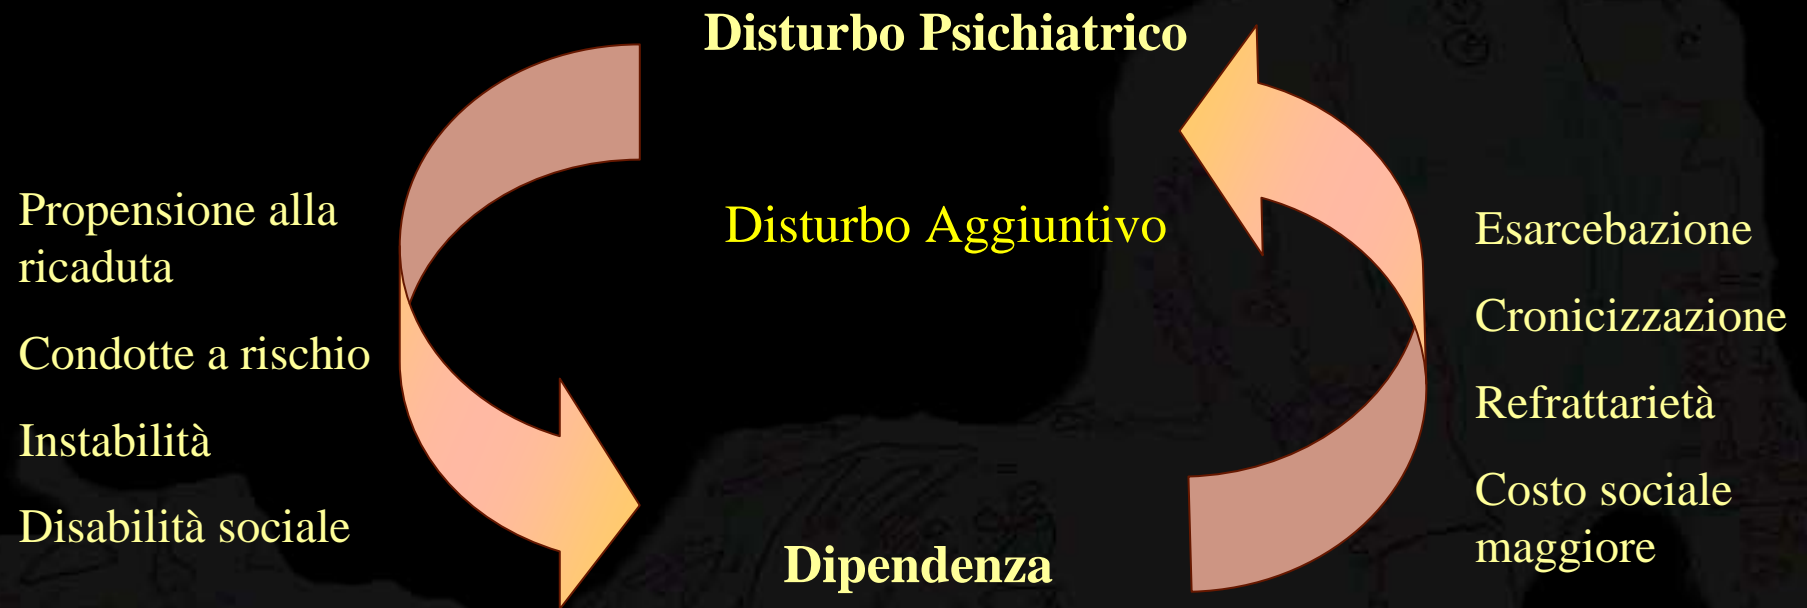 Disturbo Psichiatrico
Disturbo Aggiuntivo
Dipendenza
Propensione alla
ricaduta
Condotte a rischio
Instabilità
Disabilità sociale
Esarcebazione
Cronicizzazione
Refrattarietà
Costo sociale
maggiore